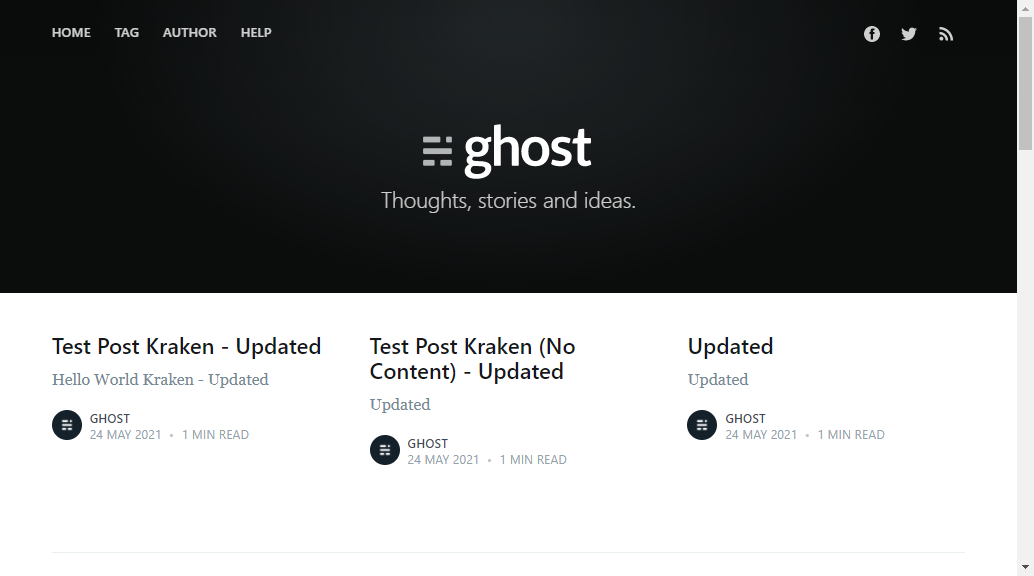 HOME TAG AUTHOR HELP
ghost
Thoughts, stories and ideas.
Test Post Kraken - Updated
Hello World Kraken - Updated
GHOST
24 MAY 2021 • 1 MIN READ
Test Post Kraken (No
Content) - Updated
Updated
GHOST
24 MAY 2021 • 1 MIN READ
Updated
Updated
GHOST
24 MAY 2021 • 1 MIN READ